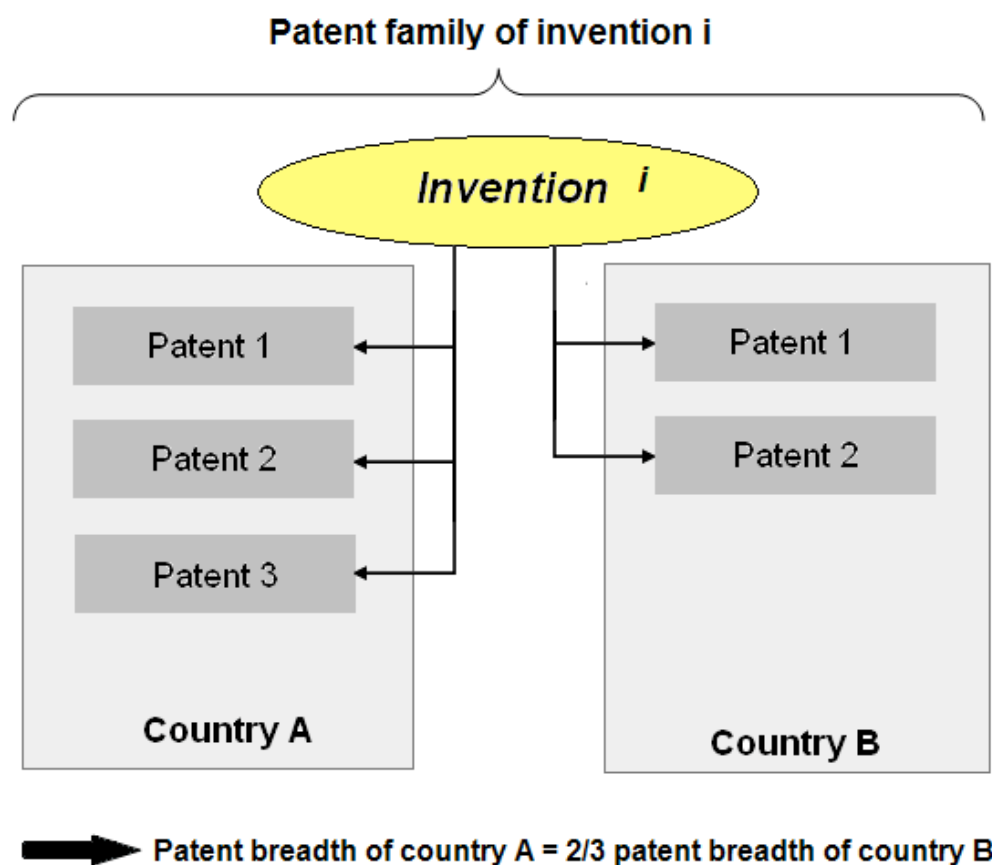 Patent family of invention i
Invention i
Patent 1
Patent 2
Patent 3
Country A
Patent 1
Patent 2
Country B
Patent breadth of country A = 2/3 patent breadth of country B